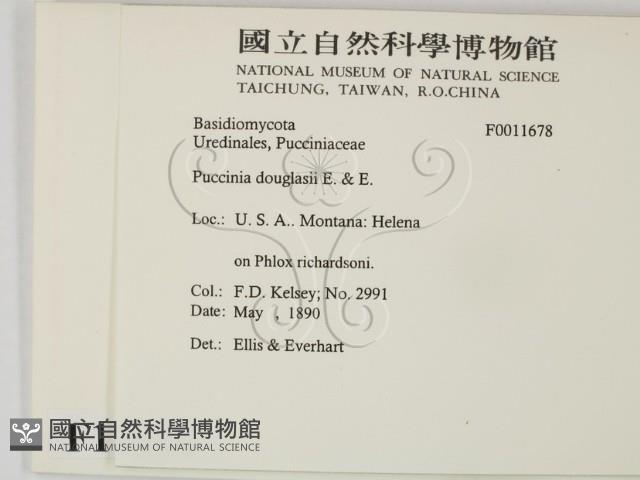 國立自然科學博物館
NATIONAL MUSEUM OF NATURAL SCIENCE
TAICHUNG, TAIWAN, R.O.CHINA
Basidiomycota F0011678
Uredinales, Pucciniaceae
Puccinia douglasii E. & E.
Loc.: U. S. A.. Montana: Helena
on Phlox richardsoni.
Col.: F.D. Kelsey; No. 2991
Date: May , 1890
Det.: Ellis & Everhart
國立自然科學博物館
NATIONAL MUSEUM OF NATURAL SCIENCE